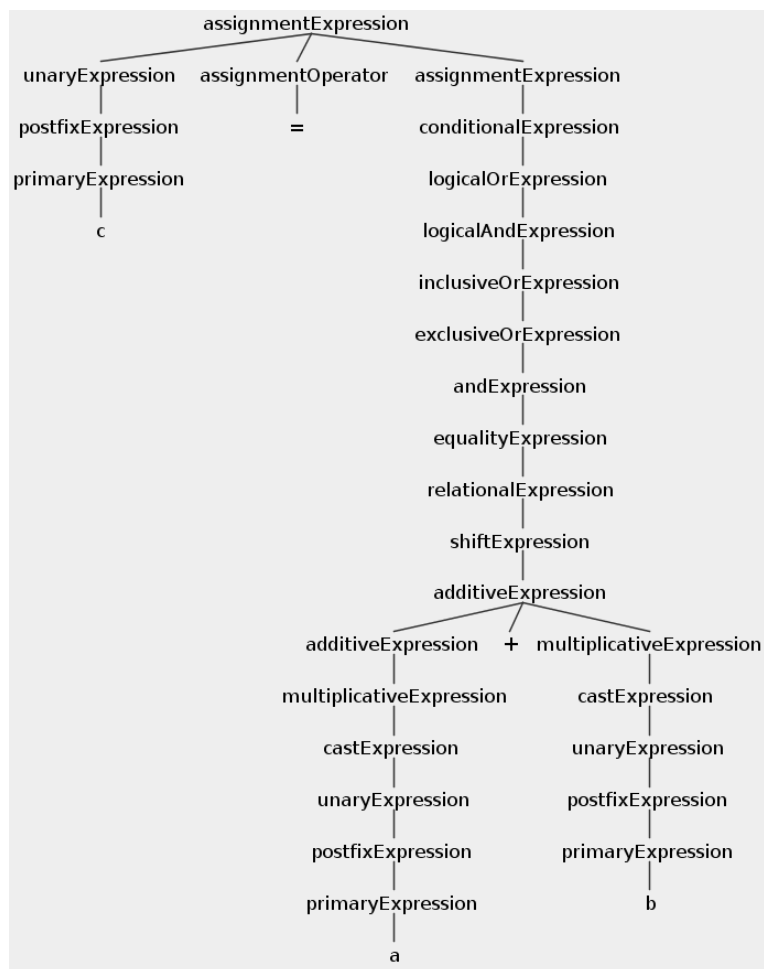 assignmentExpression
unaryExpression assignmentOperator assignmentExpression
postfixExpression = conditionalExpression
primaryExpression logicalOrExpression
c logicalAndExpression
inclusiveOrExpression
exclusiveOrExpression
andExpression
equalityExpression
relationalExpression
shiftExpression
additiveExpression
additiveExpression + multiplicativeExpression
multiplicativeExpression castExpression
castExpression unaryExpression
unaryExpression postfixExpression
postfixExpression primaryExpression
primaryExpression b
a